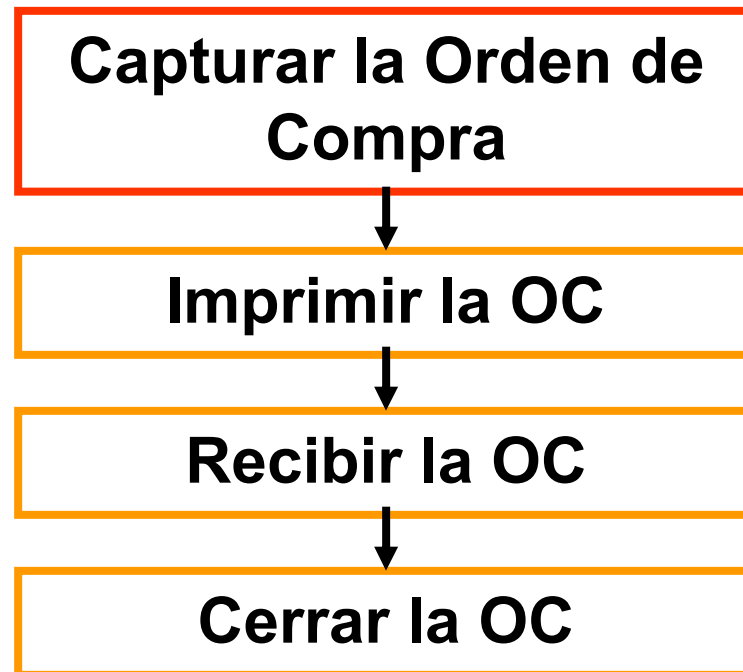 Capturar la Orden de
Compra
Imprimir la OC
Recibir la OC
Cerrar la OC